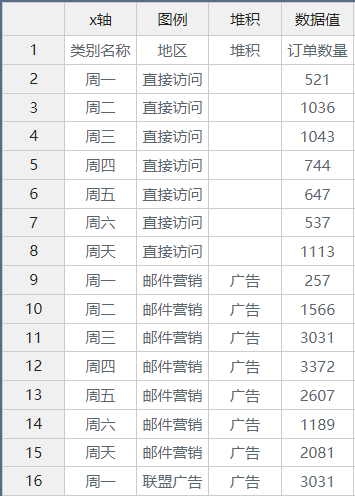 x轴 图例 堆积 数据值
1 类别名称 地区 堆积 订单数量
2 周一 直接访问 521
3 周二 直接访问 1036
4 周三 直接访问 1043
5 周四 直接访问 744
6 周五 直接访问 647
7 周六 直接访问 537
8 周天 直接访问 1113
9 周一 邮件营销 广告 257
10 周二 邮件营销 广告 1566
11 周三 邮件营销 广告 3031
12 周四 邮件营销 广告 3372
13 周五 邮件营销 广告 2607
14 周六 邮件营销 广告 1189
15 周天 邮件营销 广告 2081
16 周一 联盟广告 广告 3031